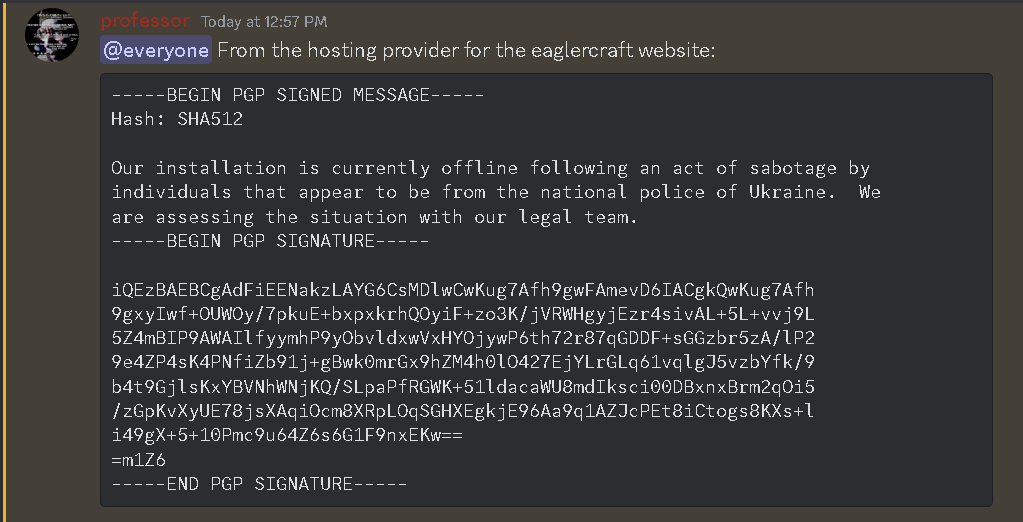 professor Today at 12:57 PM
@everyone From the hosting provider for the eaglercraft website:
-----BEGIN PGP SIGNED MESSAGE-----
Hash: SHA512
Our installation is currently offline following an act of sabotage by
individuals that appear to be from the national police of Ukraine.  We
are assessing the situation with our legal team.
-----BEGIN PGP SIGNATURE-----
iQEzBAEBCgAdFiEENakzLAYG6CsMDlwCwKug7Afh9gwFAmevD6IACgkQwKug7Afh
9gxyIwf+OUWOy/7pkuE+bxpxkrhQOyiF+zo3K/jVRWHgyjEzr4sivAL+5L+vvj9L
5Z4mBIP9AWAIlfyymhP9yObvldxwVxHYOjywP6th72r87qGDDF+sGGzbr5zA/lP2
9e4ZP4sK4PNfiZb91j+gBwk0mrGx9hZM4h0lO427EjYLrGLq61vqlgJ5vzbYfk/9
b4t9GjlsKxYBVNhWNjKQ/SLpaPfRGWK+51ldacaWU8mdIksci00DBxnxBrm2qOi5
/zGpKvXyUE78jsXAqiOcm8XRpLOqSGHXEgkjE96Aa9q1AZJcPEt8iCtogs8KXs+l
i49gX+5+10Pmc9u64Z6s6G1F9nxEKw==
=m1Z6
-----END PGP SIGNATURE-----